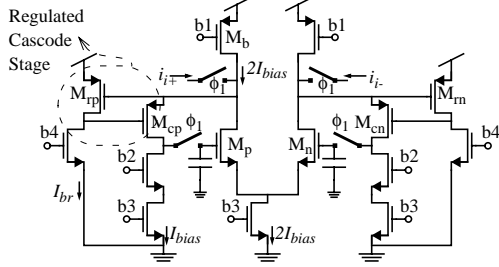 Regulated
Cascode
Stage
b1
M_b
2I_bias
b1
i_i+
ϕ_1
ϕ_1
i_i-
M_rp
M_rn
M_cp
ϕ_1
M_p
M_n
ϕ_1
M_cn
b4
b4
b2
b2
I_br
b3
b3
b3
I_bias
2I_bias